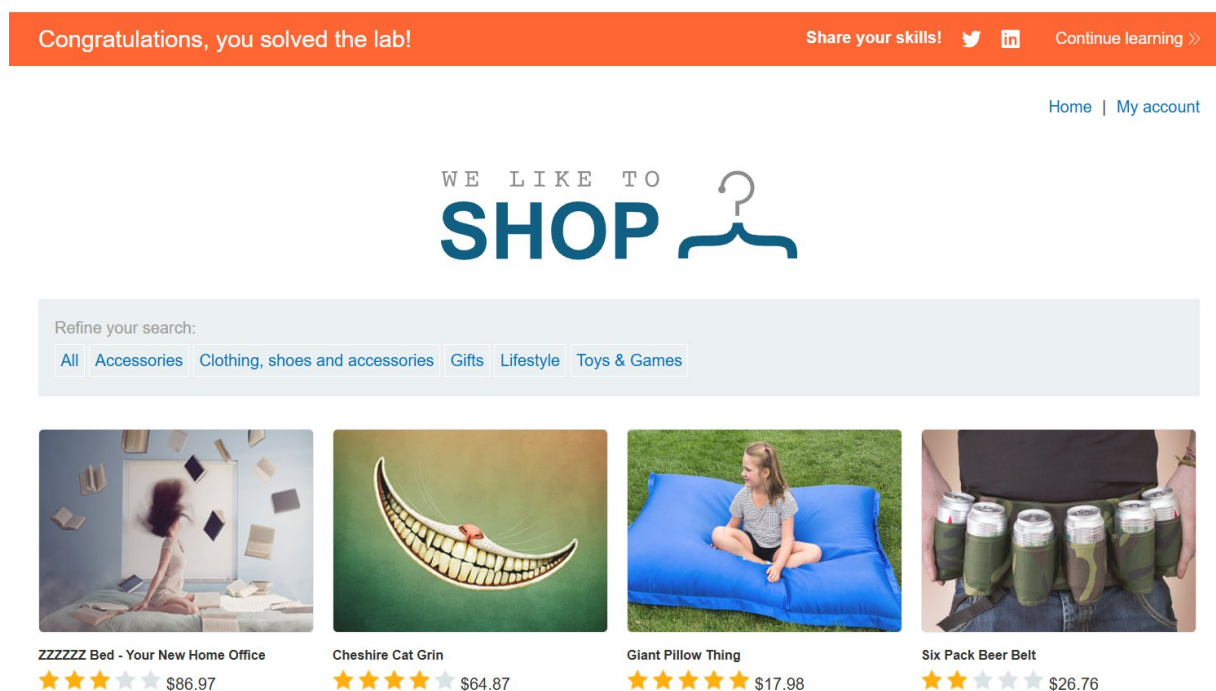 Congratulations, you solved the lab!
Share your skills!
Continue learning >>
Home | My account
WE LIKE TO
SHOP
Refine your search:
All Accessories Clothing, shoes and accessories Gifts Lifestyle Toys & Games
ZZZZZZ Bed - Your New Home Office
$86.97
Cheshire Cat Grin
$64.87
Giant Pillow Thing
$17.98
Six Pack Beer Belt
$26.76